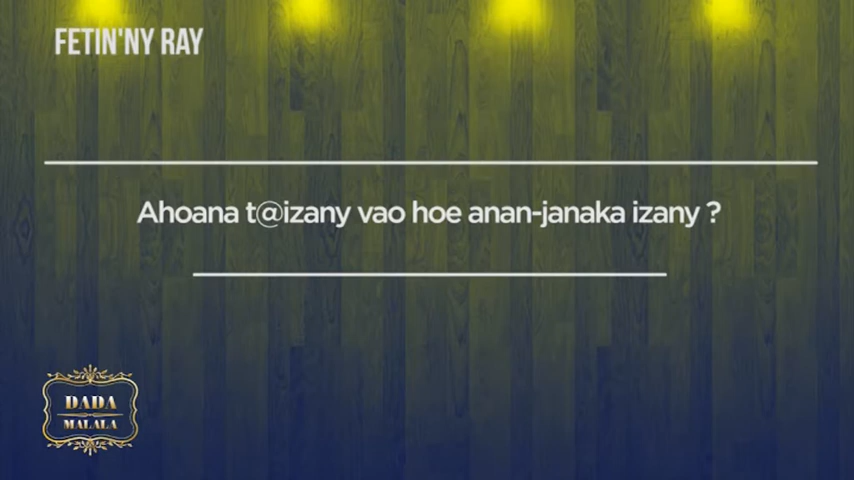 FETIN'NY RAY
Ahoana t@izany vao hoe anan-janaka izany ?
DADA
MALALA